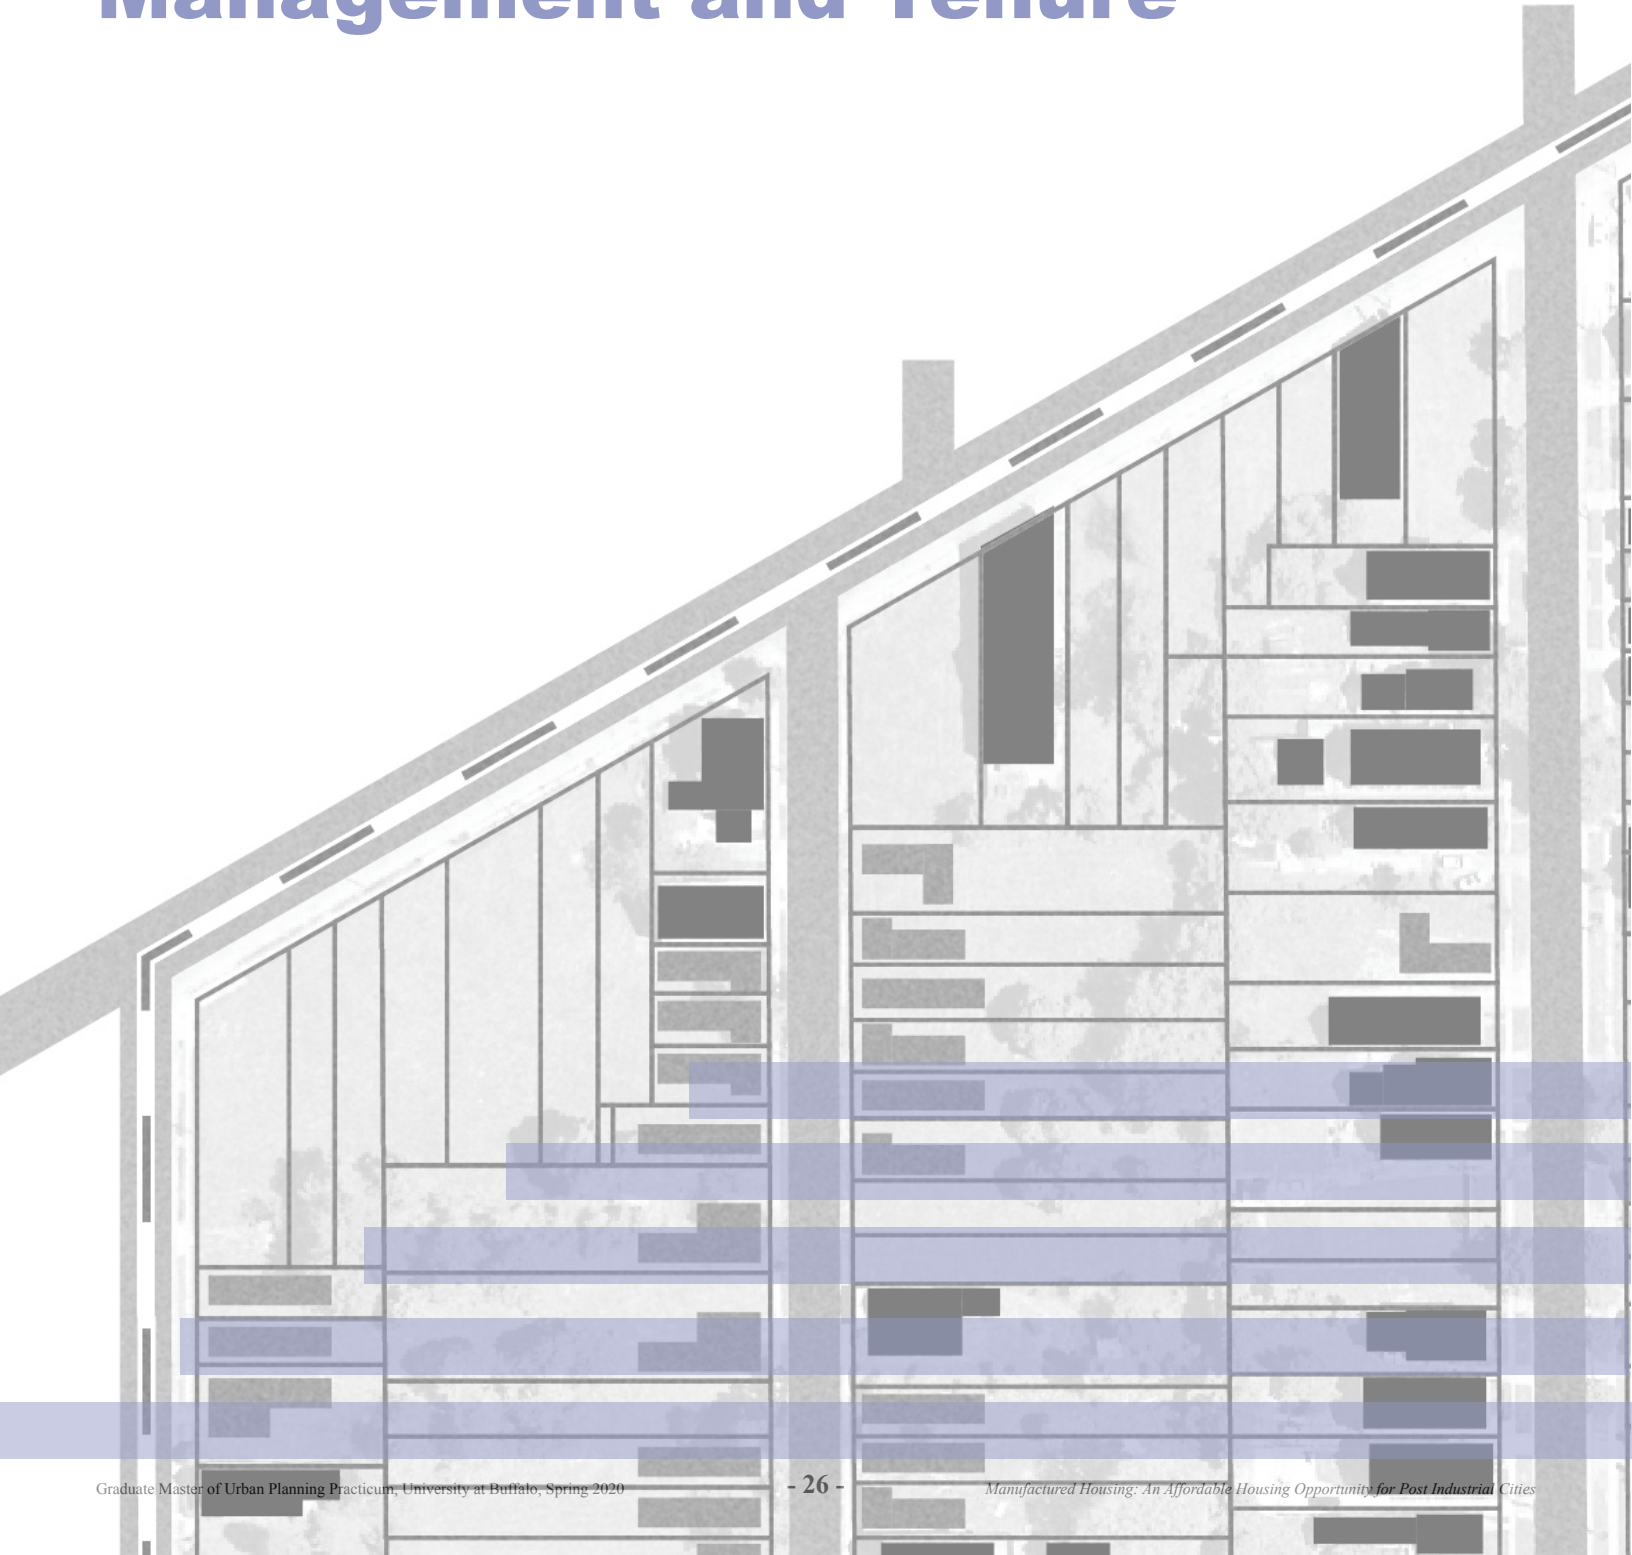 Management and Tenure
Graduate Master of Urban Planning Practicum, University at Buffalo, Spring 2020
- 26 -
Manufactured Housing: An Affordable Housing Opportunity for Post Industrial Cities